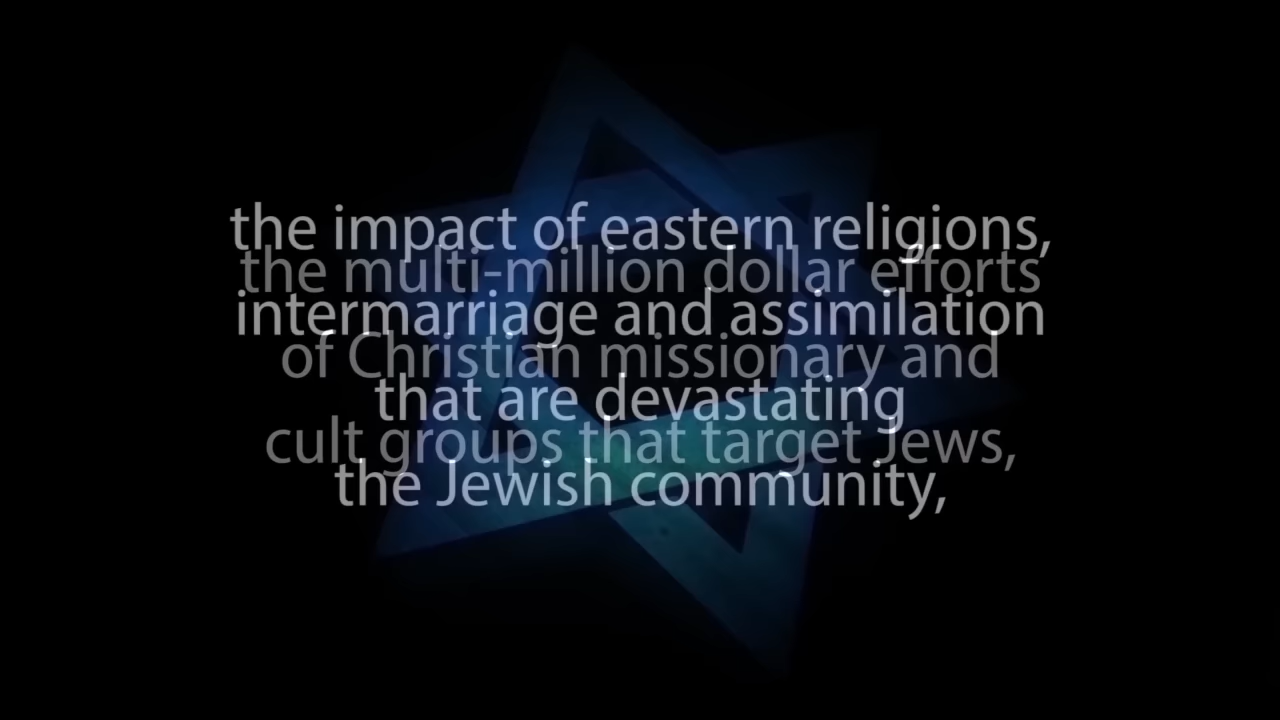 the impact of eastern religions,
the multi-million dollar efforts
intermarriage and assimilation
of Christian missionary and
that are devastating
cult groups that target Jews,
the Jewish community,